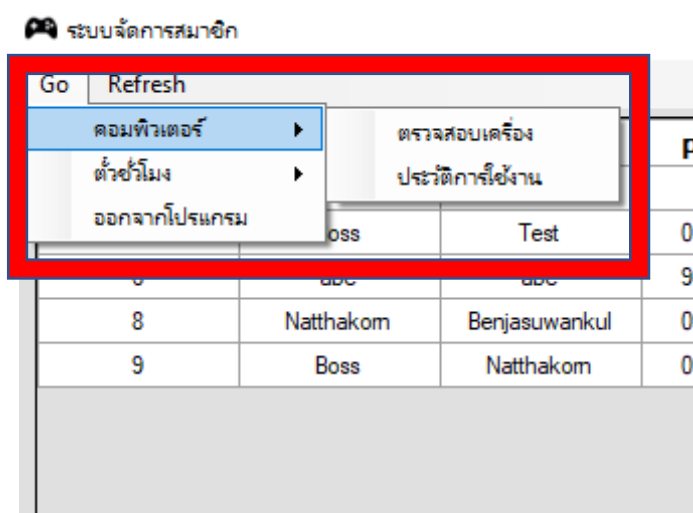 ระบบจัดการสมาชิก
Go Refresh
คอมพิวเตอร์ ตรวจสอบเครื่อง
ตั๋วชั่วโมง ประวัติการใช้งาน
ออกจากโปรแกรม
oss Test 0
abc abc 9
8 Natthakorn Benjasuwankul 0
9 Boss Natthakorn 0